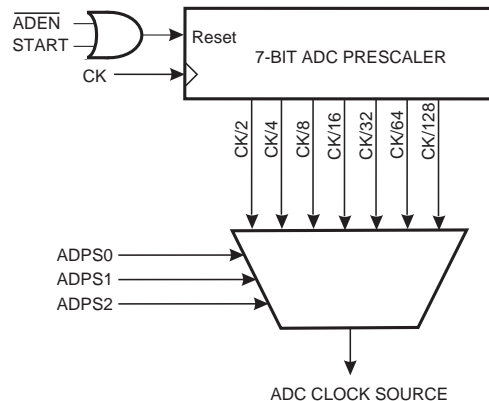 ADEN
START
CK
Reset
7-BIT ADC PRESCALER
CK/2
CK/4
CK/8
CK/16
CK/32
CK/64
CK/128
ADPS0
ADPS1
ADPS2
ADC CLOCK SOURCE